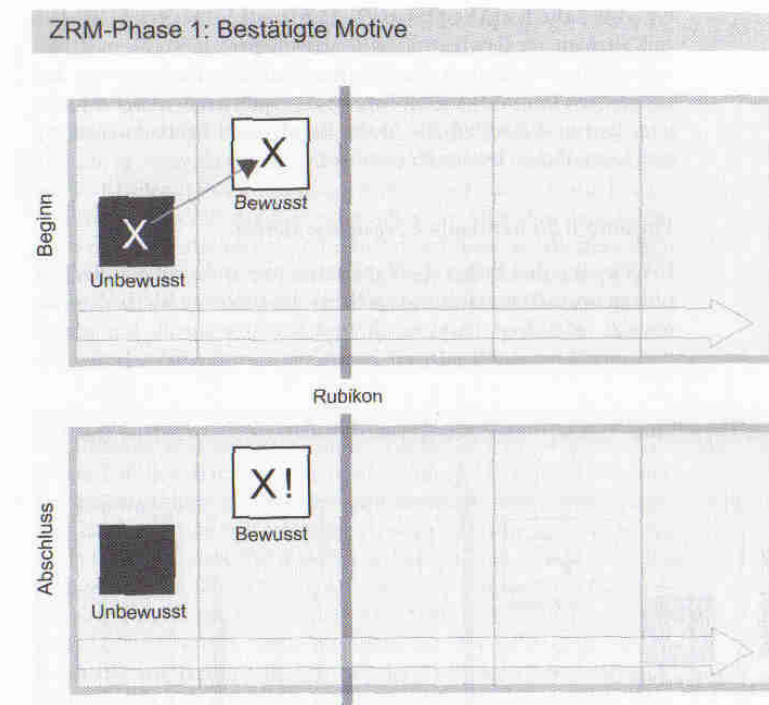 ZRM-Phase 1: Bestätigte Motive
Beginn
X
Bewusst
X
Unbewusst
Rubikon
Abschluss
X!
Bewusst
Unbewusst